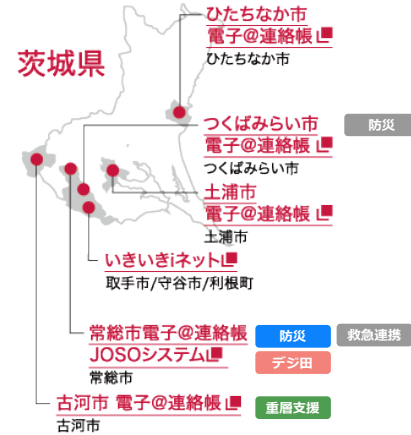 茨城県
ひたちなか市
電子@連絡帳
ひたちなか市
つくばみらい市
電子@連絡帳
防災
つくばみらい市
土浦市
電子@連絡帳
土浦市
いきいきiネット
取手市/守谷市/利根町
常総市電子@連絡帳
JOSOシステム
防災
救急連携
デジ田
常総市
古河市 電子@連絡帳
重層支援
古河市